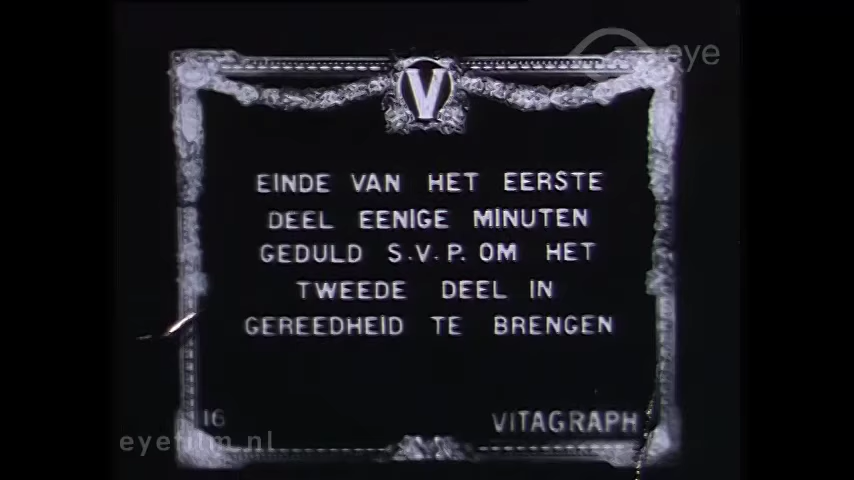 eye
V
EINDE VAN HET EERSTE
DEEL EENIGE MINUTEN
GEDULD S.V.P. OM HET
TWEEDE DEEL IN
GEREEDHEID TE BRENGEN
16
VITAGRAPH
eyefilm.nl